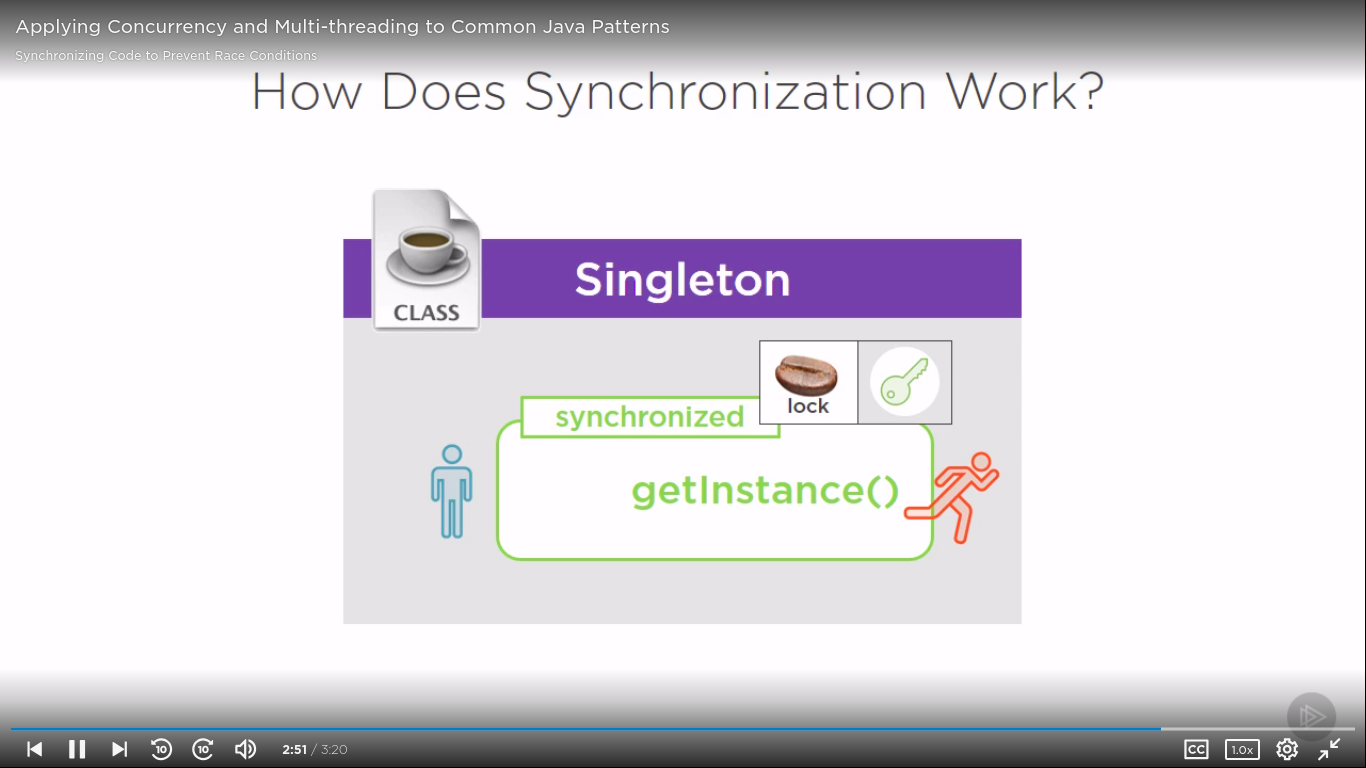 Applying Concurrency and Multi-threading to Common Java Patterns
Synchronizing Code to Prevent Race Conditions
How Does Synchronization Work?
CLASS
Singleton
lock
synchronized
getInstance()
10
10
2:51 / 3:20
CC
1.0x